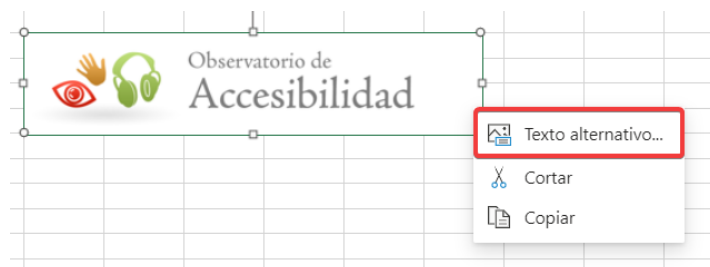 Observatorio de
Accesibilidad
Texto alternativo...
Cortar
Copiar